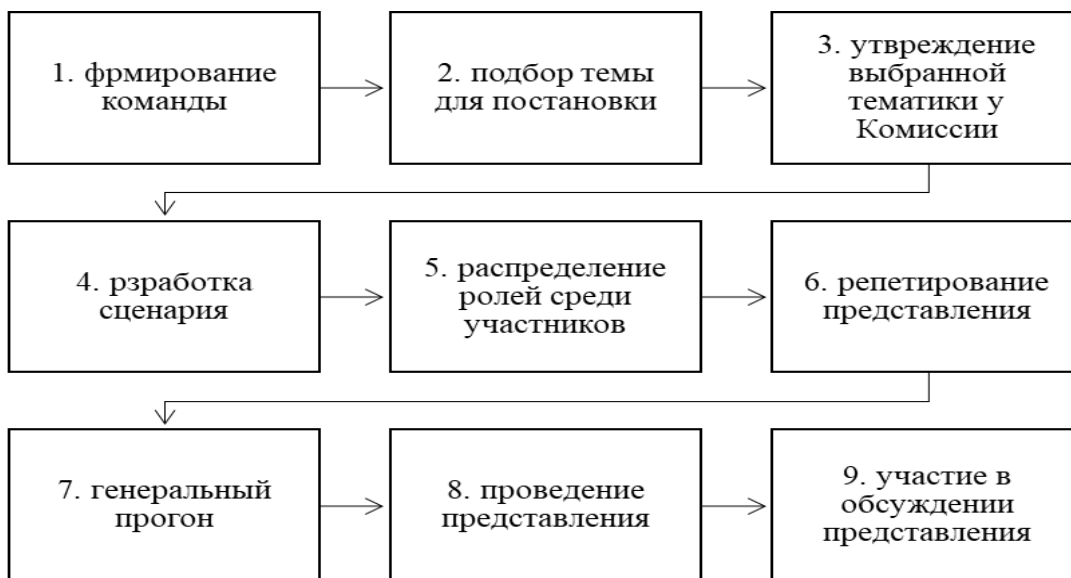 1. фрмирование
команды
2. подбор темы
для постановки
3. утвреждение
выбранной
тематики у
Комиссии
4. рзработка
сценария
5. распределение
ролей среди
участников
6. репетирование
представления
7. генеральный
прогон
8. проведение
представления
9. участие в
обсуждении
представления